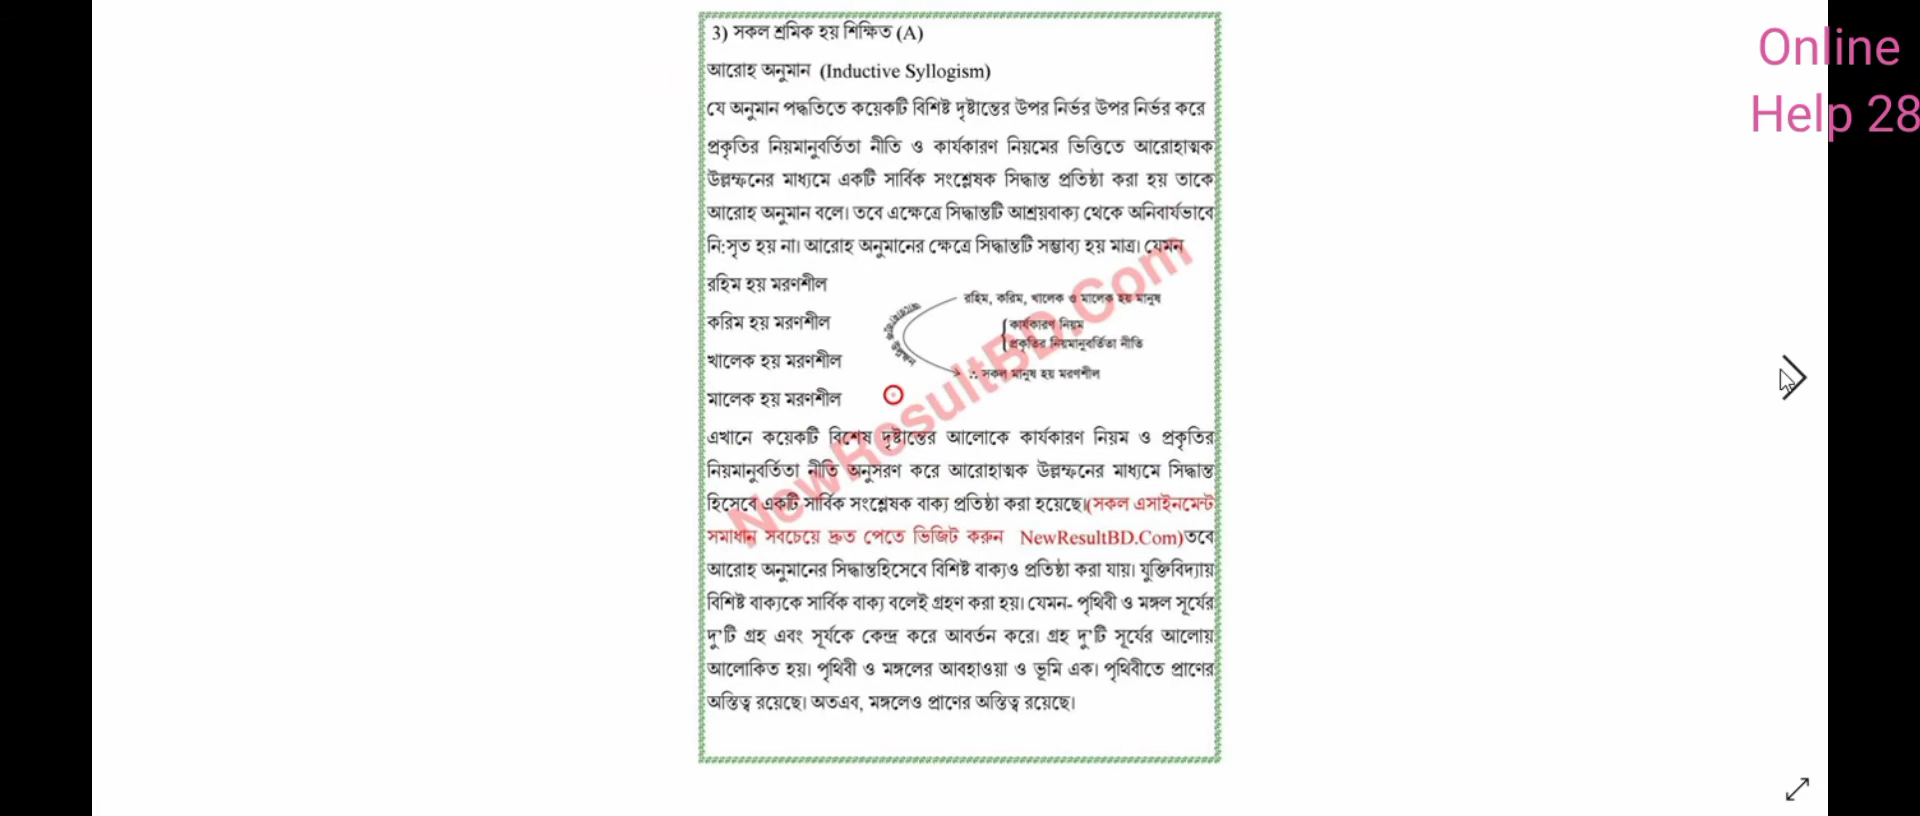 3) সকল শ্রমিক হয় শিক্ষিত (A)
আরোহ অনুমান (Inductive Syllogism)
যে অনুমান পদ্ধতিতে কয়েকটি বিশিষ্ট দৃষ্টান্তের উপর নির্ভর উপর নির্ভর করে
প্রকৃতির নিয়মানুবর্তিতা নীতি ও কার্যকারণ নিয়মের ভিত্তিতে আরোহাত্মক
উল্লম্ফনের মাধ্যমে একটি সার্বিক সংশ্লেষক সিদ্ধান্ত প্রতিষ্ঠা করা হয় তাকে
আরোহ অনুমান বলে। তবে এক্ষেত্রে সিদ্ধান্তটি আশ্রয়বাক্য থেকে অনিবার্যভাবে
নি:সৃত হয় না। আরোহ অনুমানের ক্ষেত্রে সিদ্ধান্তটি সম্ভাব্য হয় মাত্র। যেমন
রহিম হয় মরণশীল
করিম হয় মরণশীল
খালেক হয় মরণশীল
মালেক হয় মরণশীল
আরোহাত্মক উল্লম্ফন
রহিম, করিম, খালেক ও মালেক হয় মানুষ
কার্যকারণ নিয়ম
প্রকৃতির নিয়মানুবর্তিতা নীতি
∴ সকল মানুষ হয় মরণশীল
এখানে কয়েকটি বিশেষ দৃষ্টান্তের আলোকে কার্যকারণ নিয়ম ও প্রকৃতির
নিয়মানুবর্তিতা নীতি অনুসরণ করে আরোহাত্মক উল্লম্ফনের মাধ্যমে সিদ্ধান্ত
হিসেবে একটি সার্বিক সংশ্লেষক বাক্য প্রতিষ্ঠা করা হয়েছে।(সকল এসাইনমেন্ট
সমাধান সবচেয়ে দ্রুত পেতে ভিজিট করুন NewResultBD.Com)তবে
আরোহ অনুমানের সিদ্ধান্তহিসেবে বিশিষ্ট বাক্যও প্রতিষ্ঠা করা যায়। যুক্তিবিদ্যায়
বিশিষ্ট বাক্যকে সার্বিক বাক্য বলেই গ্রহণ করা হয়। যেমন- পৃথিবী ও মঙ্গল সূর্যের
দু'টি গ্রহ এবং সূর্যকে কেন্দ্র করে আবর্তন করে। গ্রহ দু'টি সূর্যের আলোয়
আলোকিত হয়। পৃথিবী ও মঙ্গলের আবহাওয়া ও ভূমি এক। পৃথিবীতে প্রাণের
অস্তিত্ব রয়েছে। অতএব, মঙ্গলেও প্রাণের অস্তিত্ব রয়েছে।
NewResultBD.Com
Online
Help 28